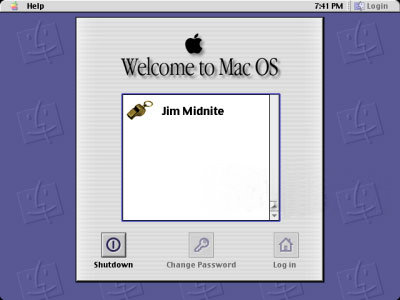 Help 7:41 PM Login
Welcome to Mac OS
Jim Midnite
Shutdown Change Password Log in